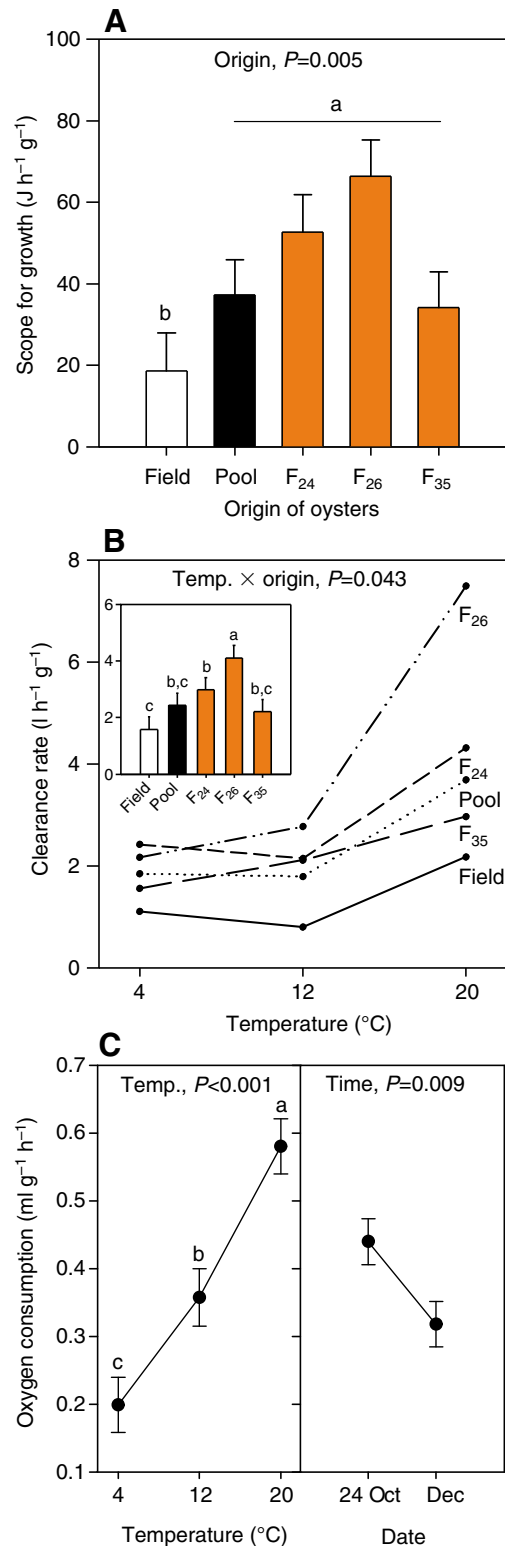 A
Origin, P=0.005
Scope for growth (J h⁻¹ g⁻¹)
100
80
60
40
20
0
a
b
Field Pool F₂₄ F₂₆ F₃₅
Origin of oysters
B
Temp. × origin, P=0.043
Clearance rate (l h⁻¹ g⁻¹)
8
6
4
2
0
6
4
2
0
c
b,c
b
a
b,c
Field Pool F₂₄ F₂₆ F₃₅
F₂₆
F₂₄
Pool
F₃₅
Field
4 12 20
Temperature (°C)
C
Temp., P<0.001
Time, P=0.009
Oxygen consumption (ml g⁻¹ h⁻¹)
0.7
0.6
0.5
0.4
0.3
0.2
0.1
a
b
c
4 12 20
24 Oct Dec
Temperature (°C)
Date